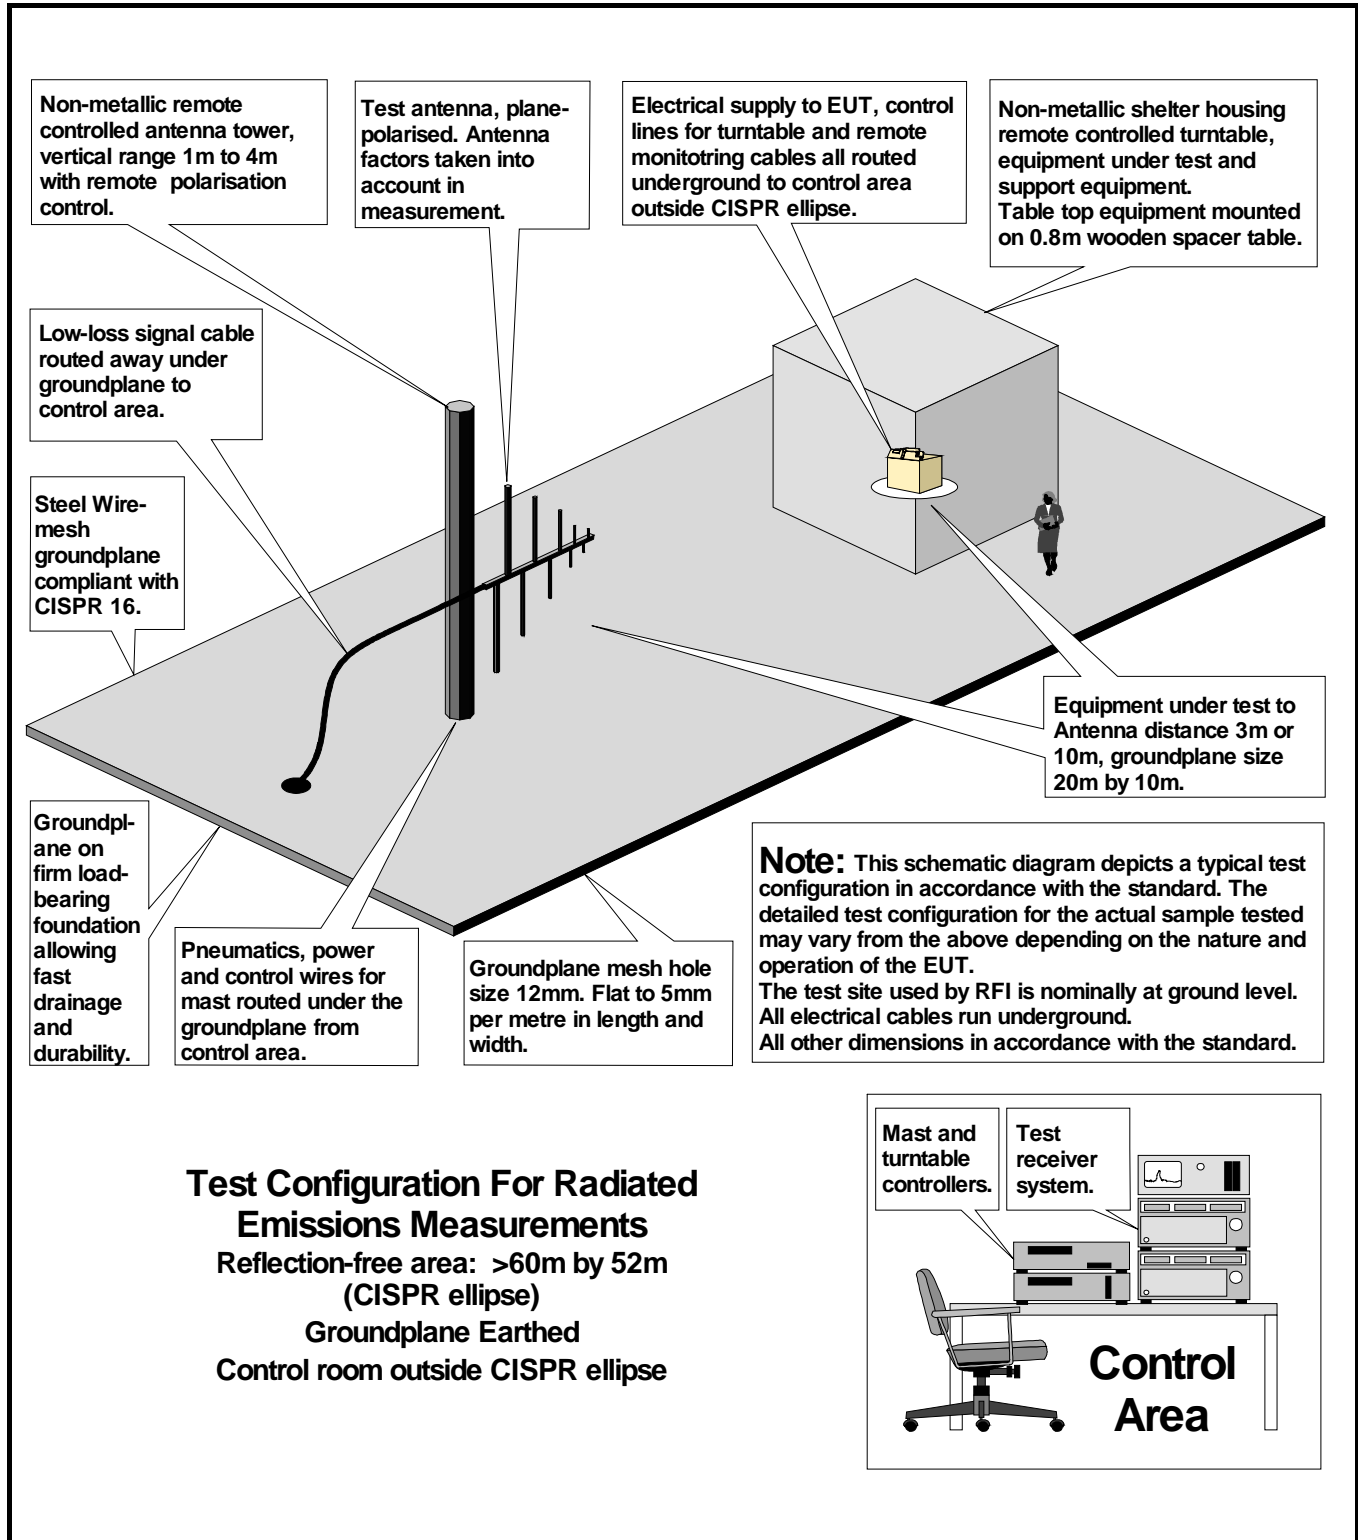 Non-metallic remote
controlled antenna tower,
vertical range 1m to 4m
with remote polarisation
control.
Test antenna, plane-
polarised. Antenna
factors taken into
account in
measurement.
Electrical supply to EUT, control
lines for turntable and remote
monitotring cables all routed
underground to control area
outside CISPR ellipse.
Non-metallic shelter housing
remote controlled turntable,
equipment under test and
support equipment.
Table top equipment mounted
on 0.8m wooden spacer table.
Low-loss signal cable
routed away under
groundplane to
control area.
Steel Wire-
mesh
groundplane
compliant with
CISPR 16.
Equipment under test to
Antenna distance 3m or
10m, groundplane size
20m by 10m.
Groundpl-
ane on
firm load-
bearing
foundation
allowing
fast
drainage
and
durability.
Pneumatics, power
and control wires for
mast routed under the
groundplane from
control area.
Groundplane mesh hole
size 12mm. Flat to 5mm
per metre in length and
width.
Note: This schematic diagram depicts a typical test
configuration in accordance with the standard. The
detailed test configuration for the actual sample tested
may vary from the above depending on the nature and
operation of the EUT.
The test site used by RFI is nominally at ground level.
All electrical cables run underground.
All other dimensions in accordance with the standard.
Test Configuration For Radiated
Emissions Measurements
Reflection-free area: >60m by 52m
(CISPR ellipse)
Groundplane Earthed
Control room outside CISPR ellipse
Mast and
turntable
controllers.
Test
receiver
system.
Control
Area